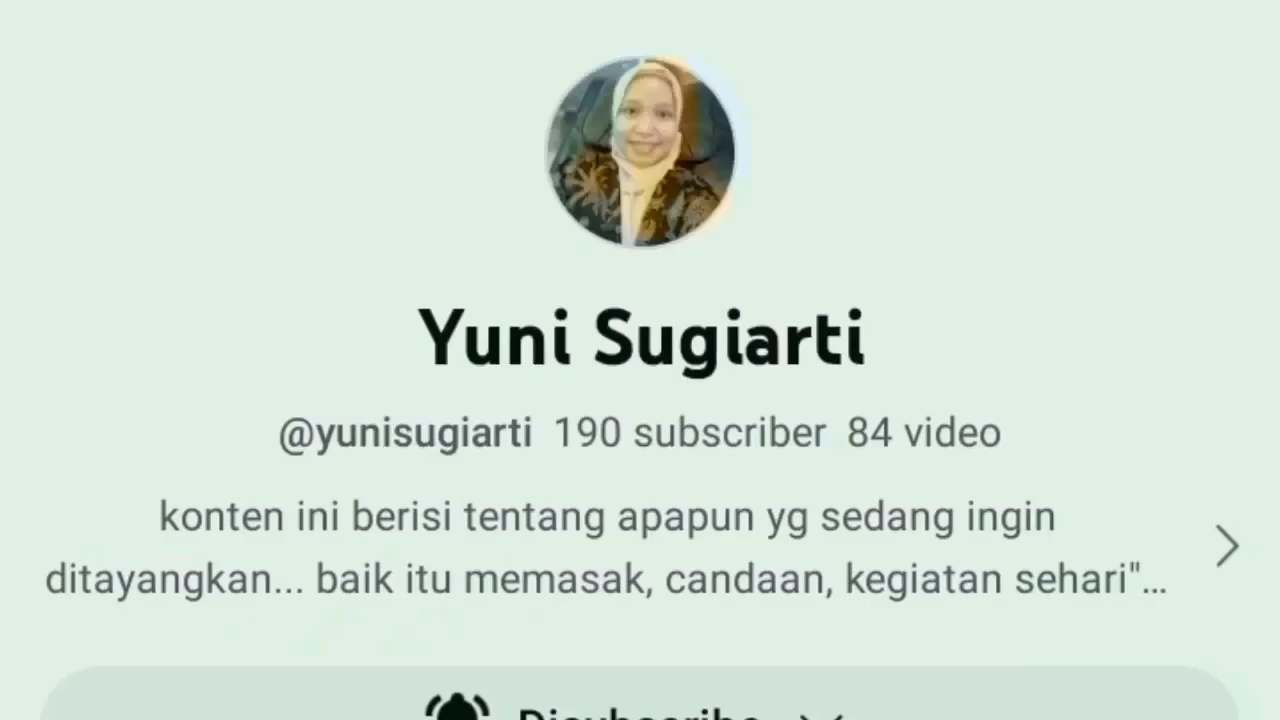 Yuni Sugiarti
@yunisugiarti 190 subscriber 84 video
konten ini berisi tentang apapun yg sedang ingin
ditayangkan... baik itu memasak, candaan, kegiatan sehari"...
Disubscribe